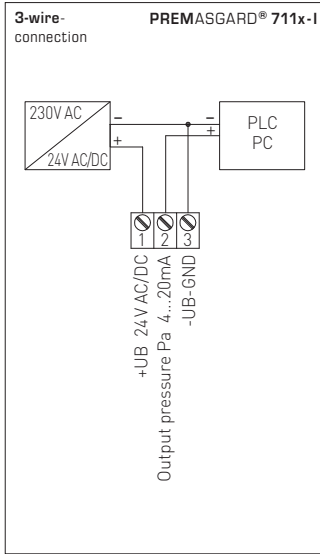 3-wire- PREMASGARD® 711x-I
connection
230V AC
24V AC/DC
– –
+ +
PLC
PC
1 2 3
+UB 24V AC/DC
Output pressure Pa 4...20mA
-UB-GND